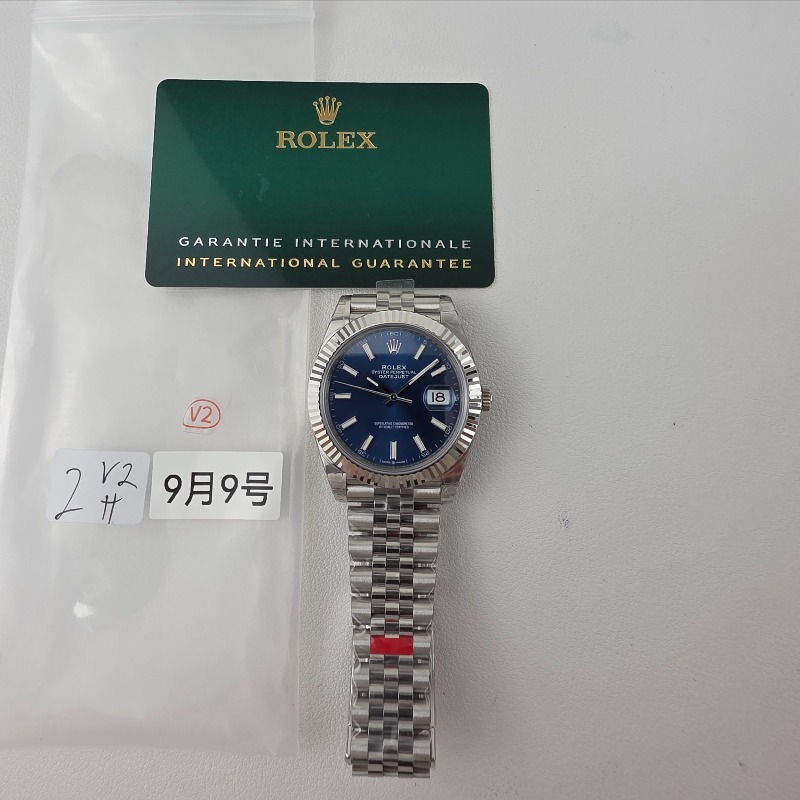 ROLEX
GARANTIE INTERNATIONALE
INTERNATIONAL GUARANTEE
ROLEX
OYSTER PERPETUAL
DATEJUST
18
SUPERLATIVE CHRONOMETER
OFFICIALLY CERTIFIED
V2
2 V2
H
9月9号